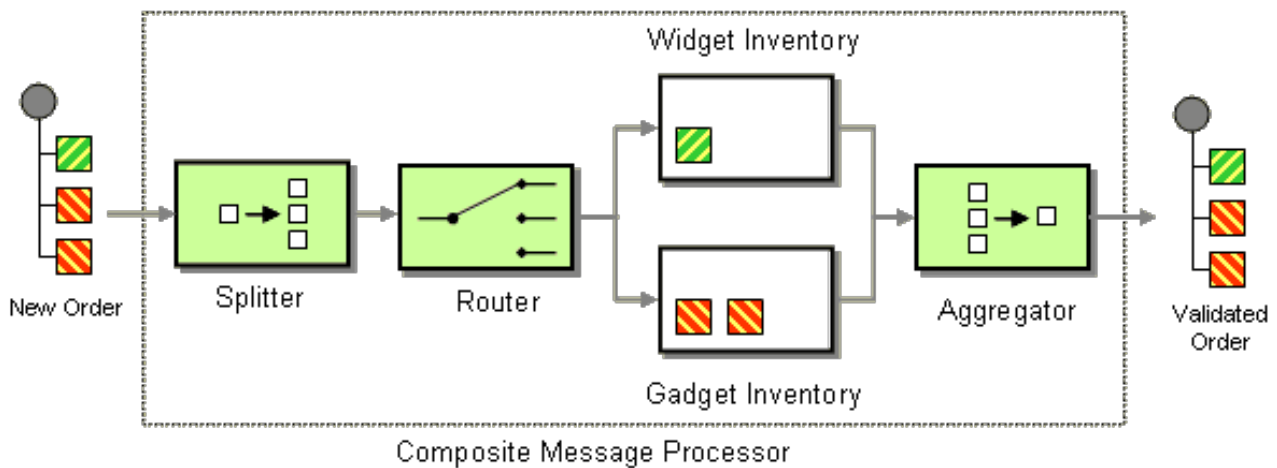 Widget Inventory
New Order
Splitter
Router
Aggregator
Validated
Order
Gadget Inventory
Composite Message Processor